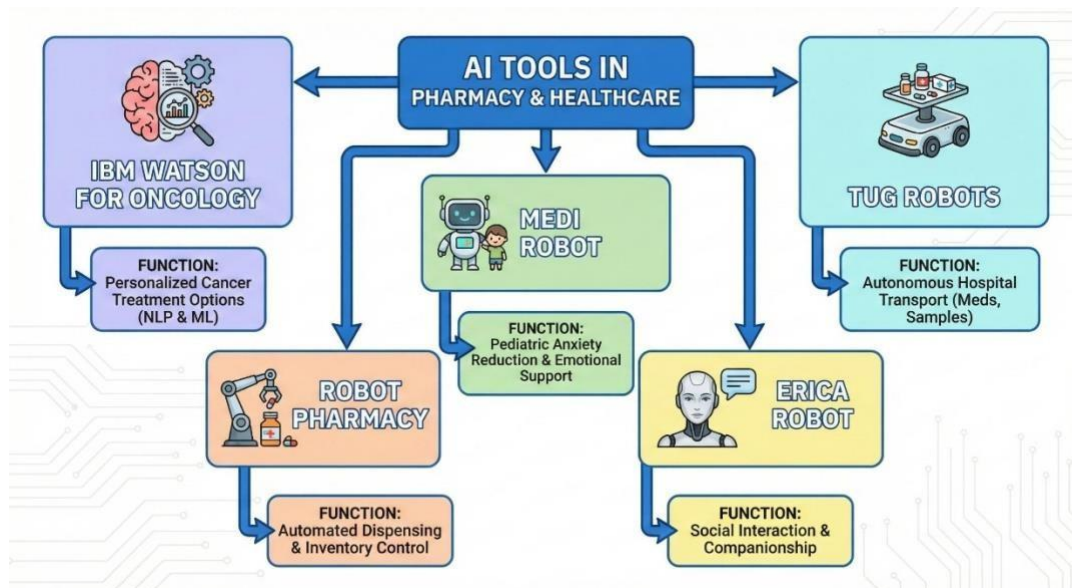 AI TOOLS IN
PHARMACY & HEALTHCARE
IBM WATSON
FOR ONCOLOGY
FUNCTION:
Personalized Cancer
Treatment Options
(NLP & ML)
MEDI
ROBOT
FUNCTION:
Pediatric Anxiety
Reduction & Emotional
Support
TUG ROBOTS
FUNCTION:
Autonomous Hospital
Transport (Meds,
Samples)
ROBOT
PHARMACY
FUNCTION:
Automated Dispensing
& Inventory Control
ERICA
ROBOT
FUNCTION:
Social Interaction &
Companionship